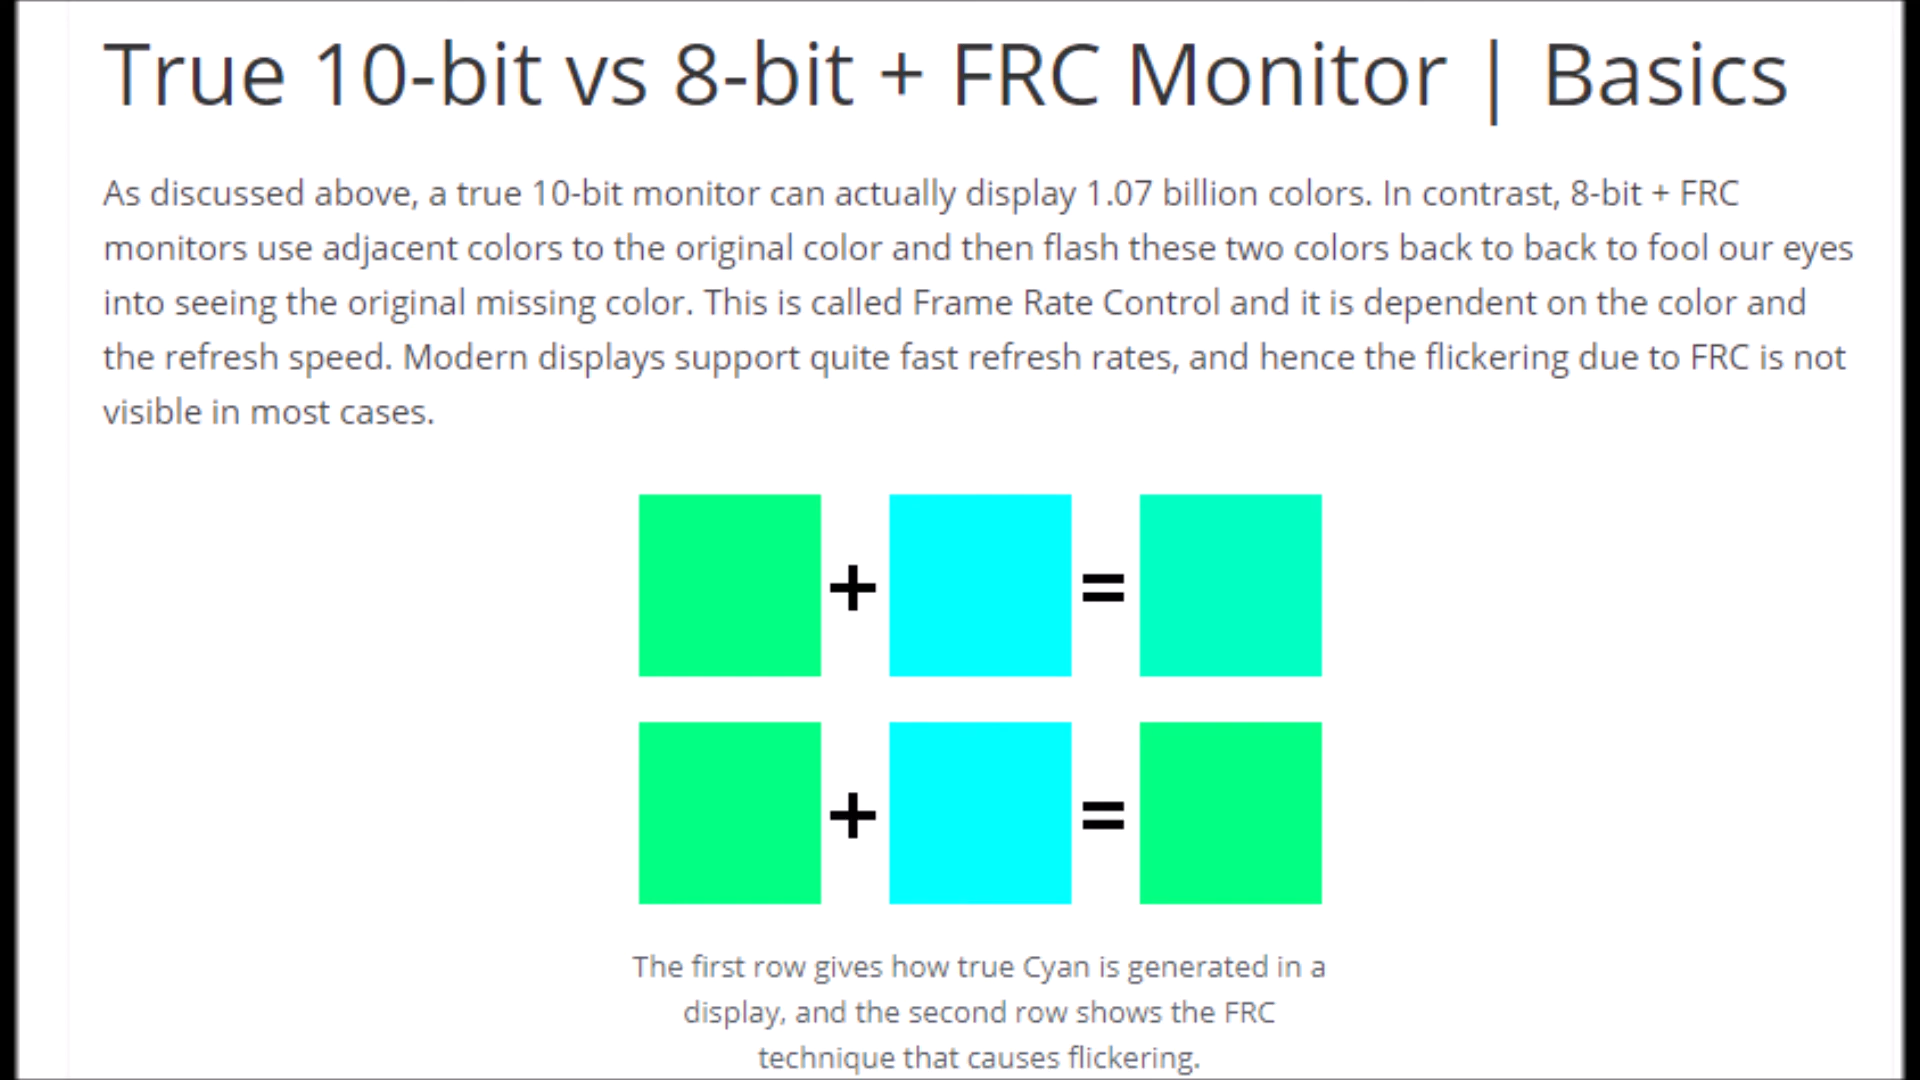 True 10-bit vs 8-bit + FRC Monitor | Basics
As discussed above, a true 10-bit monitor can actually display 1.07 billion colors. In contrast, 8-bit + FRC
monitors use adjacent colors to the original color and then flash these two colors back to back to fool our eyes
into seeing the original missing color. This is called Frame Rate Control and it is dependent on the color and
the refresh speed. Modern displays support quite fast refresh rates, and hence the flickering due to FRC is not
visible in most cases.
+ =
+ =
The first row gives how true Cyan is generated in a
display, and the second row shows the FRC
technique that causes flickering.